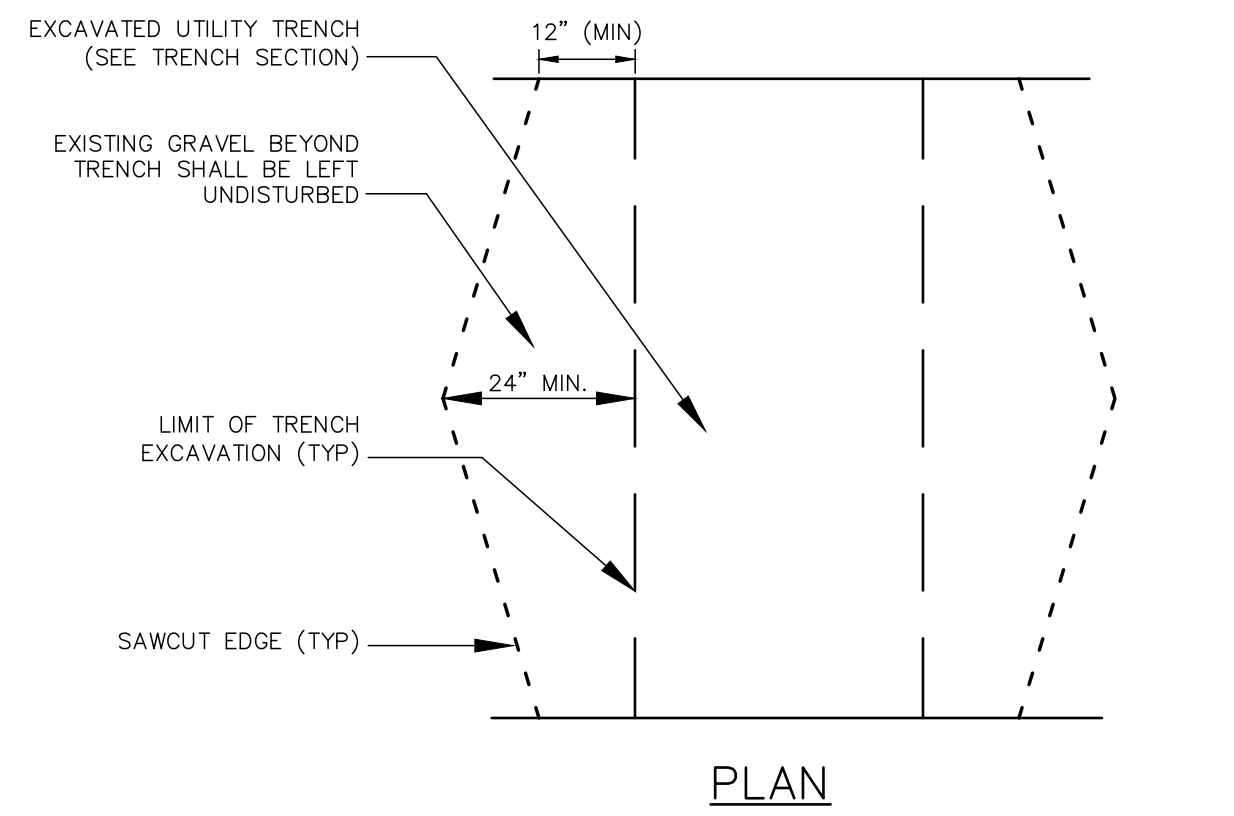 EXCAVATED UTILITY TRENCH
(SEE TRENCH SECTION)
12” (MIN)
EXISTING GRAVEL BEYOND
TRENCH SHALL BE LEFT
UNDISTURBED
24” MIN.
LIMIT OF TRENCH
EXCAVATION (TYP)
SAWCUT EDGE (TYP)
PLAN